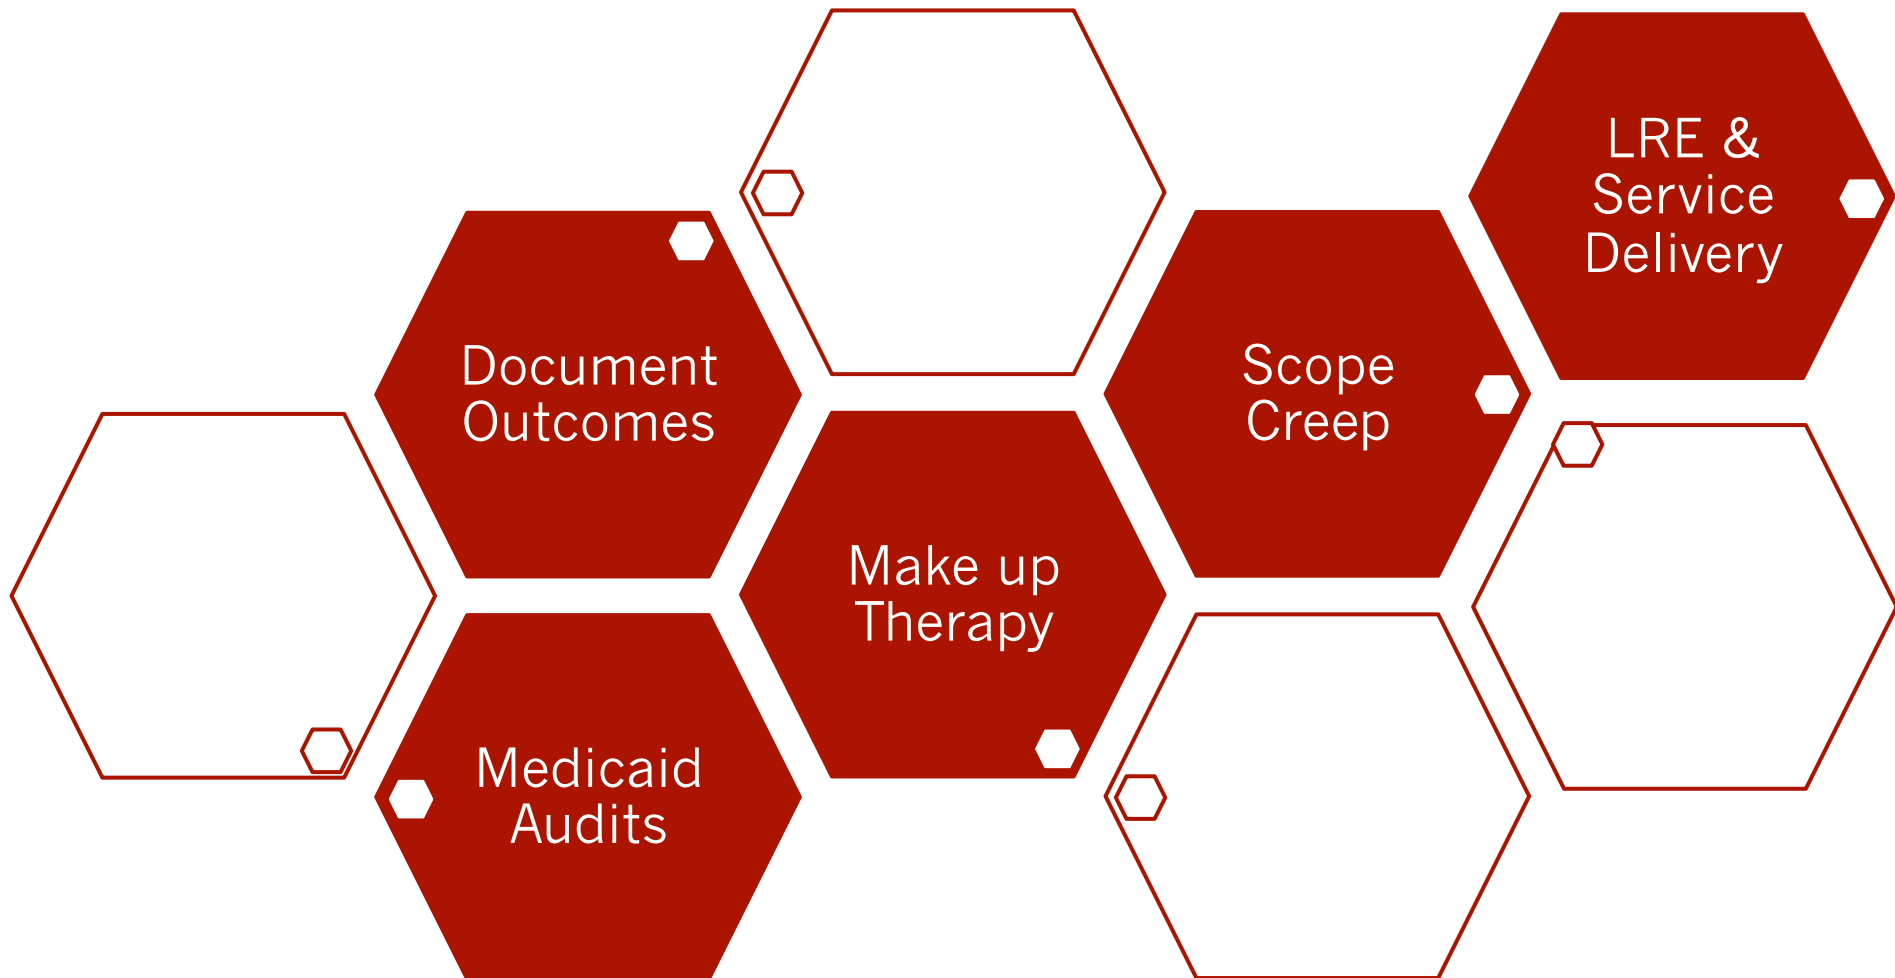 LRE &
Service
Delivery
Document
Outcomes
Scope
Creep
Make up
Therapy
Medicaid
Audits